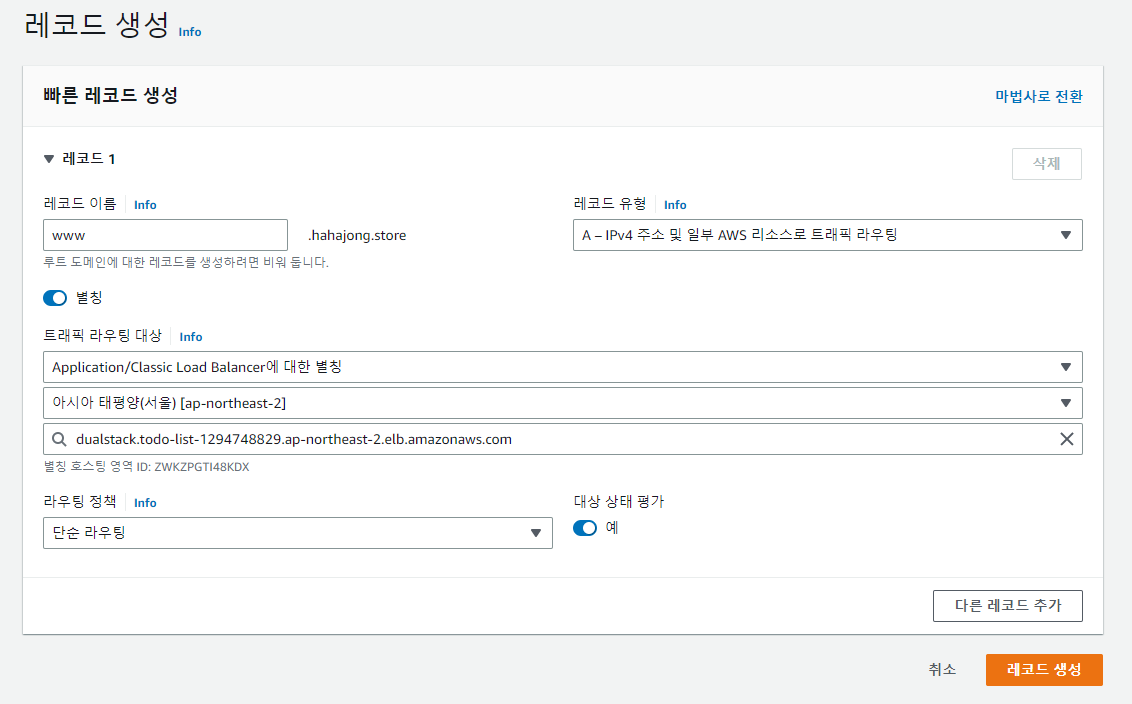 레코드 생성 Info
빠른 레코드 생성
마법사로 전환
레코드 1
삭제
레코드 이름 Info
www
.hahajong.store
루트 도메인에 대한 레코드를 생성하려면 비워 둡니다.
레코드 유형 Info
A – IPv4 주소 및 일부 AWS 리소스로 트래픽 라우팅
별칭
트래픽 라우팅 대상 Info
Application/Classic Load Balancer에 대한 별칭
아시아 태평양(서울) [ap-northeast-2]
dualstack.todo-list-1294748829.ap-northeast-2.elb.amazonaws.com
별칭 호스팅 영역 ID: ZWKZPGTI48KDX
라우팅 정책 Info
단순 라우팅
대상 상태 평가
예
다른 레코드 추가
취소
레코드 생성